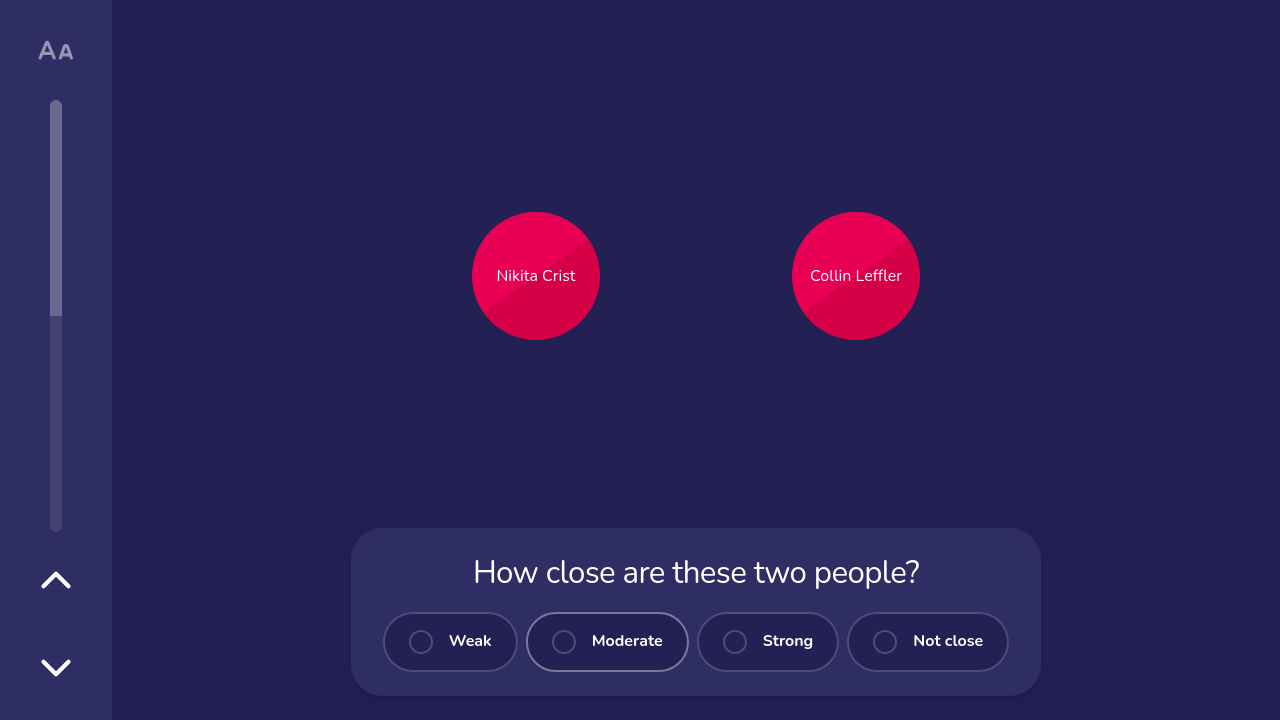 AA
Nikita Crist
Collin Leffler
How close are these two people?
Weak
Moderate
Strong
Not close